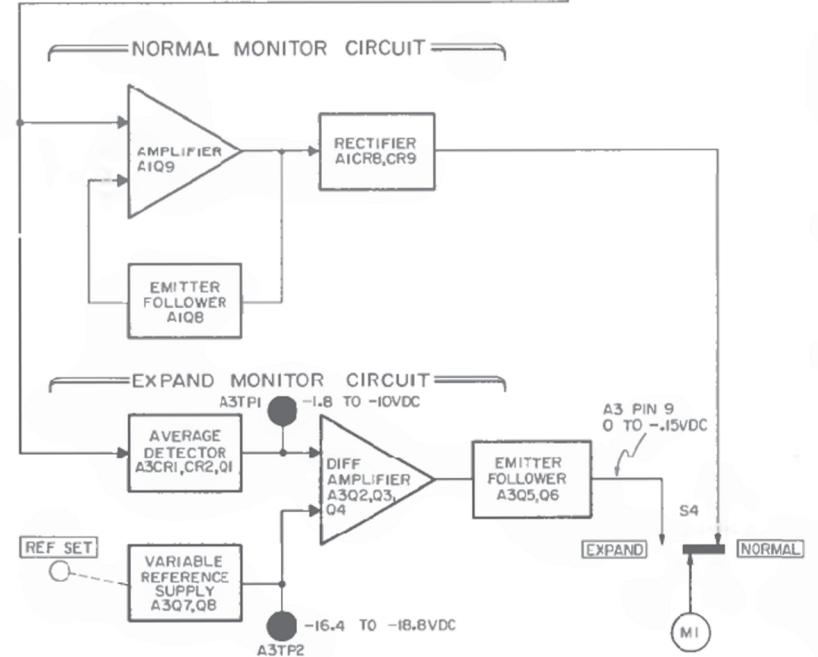 NORMAL MONITOR CIRCUIT
AMPLIFIER
A1Q9
RECTIFIER
A1CR8,CR9
EMITTER
FOLLOWER
A1Q8
EXPAND MONITOR CIRCUIT
A3TP1
-1.8 TO -10VDC
AVERAGE
DETECTOR
A3CR1,CR2,Q1
DIFF
AMPLIFIER
A3Q2,Q3,
Q4
EMITTER
FOLLOWER
A3Q5,Q6
A3 PIN 9
0 TO -.15VDC
S4
EXPAND
NORMAL
REF SET
VARIABLE
REFERENCE
SUPPLY
A3Q7,Q8
-16.4 TO -18.8VDC
A3TP2
M1